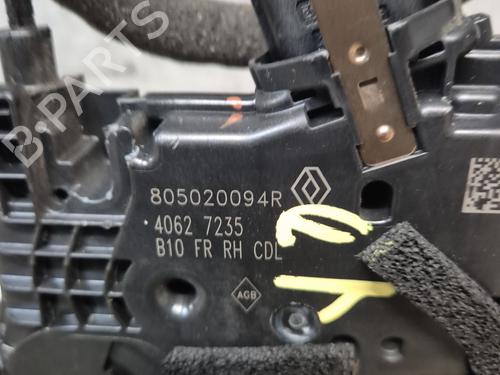 B-PARTS
805020094R
4062 7235
B10 FR RH CDL
AGB